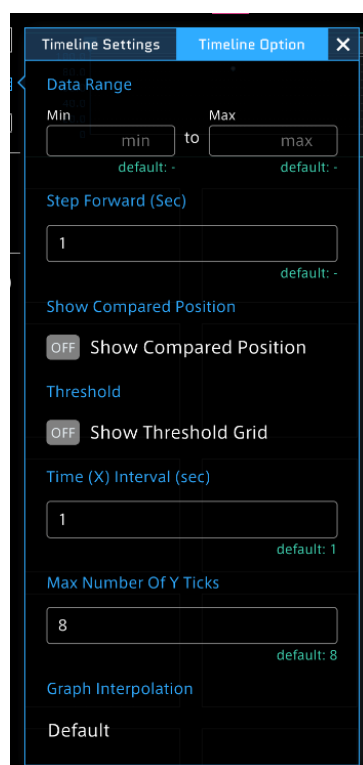 Timeline Settings Timeline Option ✕
Data Range
Min Max
min to max
default: - default: -
Step Forward (Sec)
1
default: -
Show Compared Position
OFF Show Compared Position
Threshold
OFF Show Threshold Grid
Time (X) Interval (sec)
1
default: 1
Max Number Of Y Ticks
8
default: 8
Graph Interpolation
Default